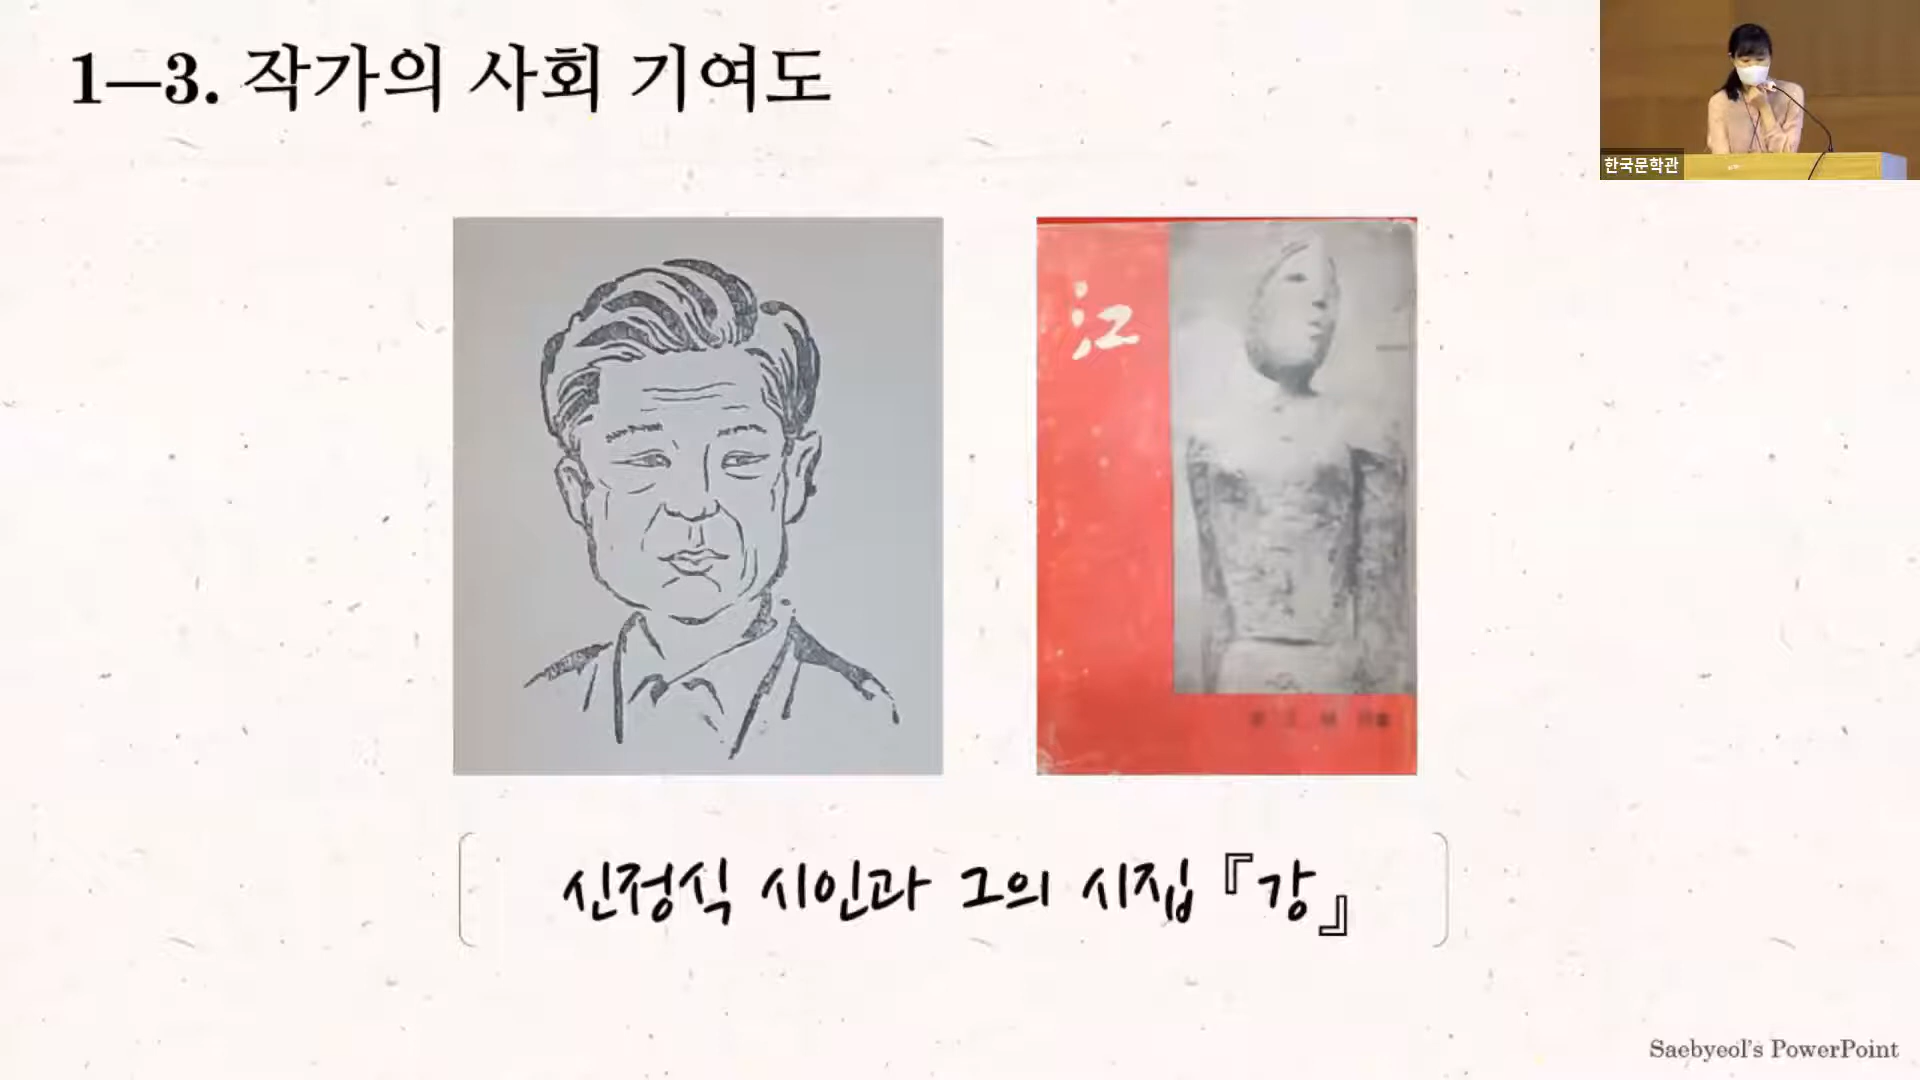 1—3. 작가의 사회 기여도
한국문학관
江
신정식 시인과 그의 시집 『강』
Saebyeol's PowerPoint